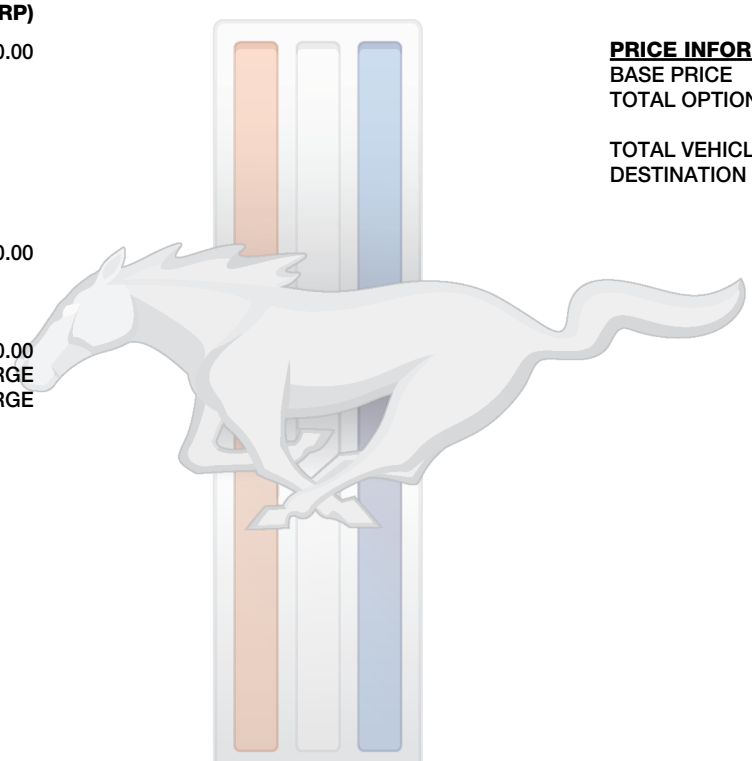 RP)
0.00
0.00
0.00
RGE
RGE
PRICE INFOR
BASE PRICE
TOTAL OPTION
TOTAL VEHICL
DESTINATION